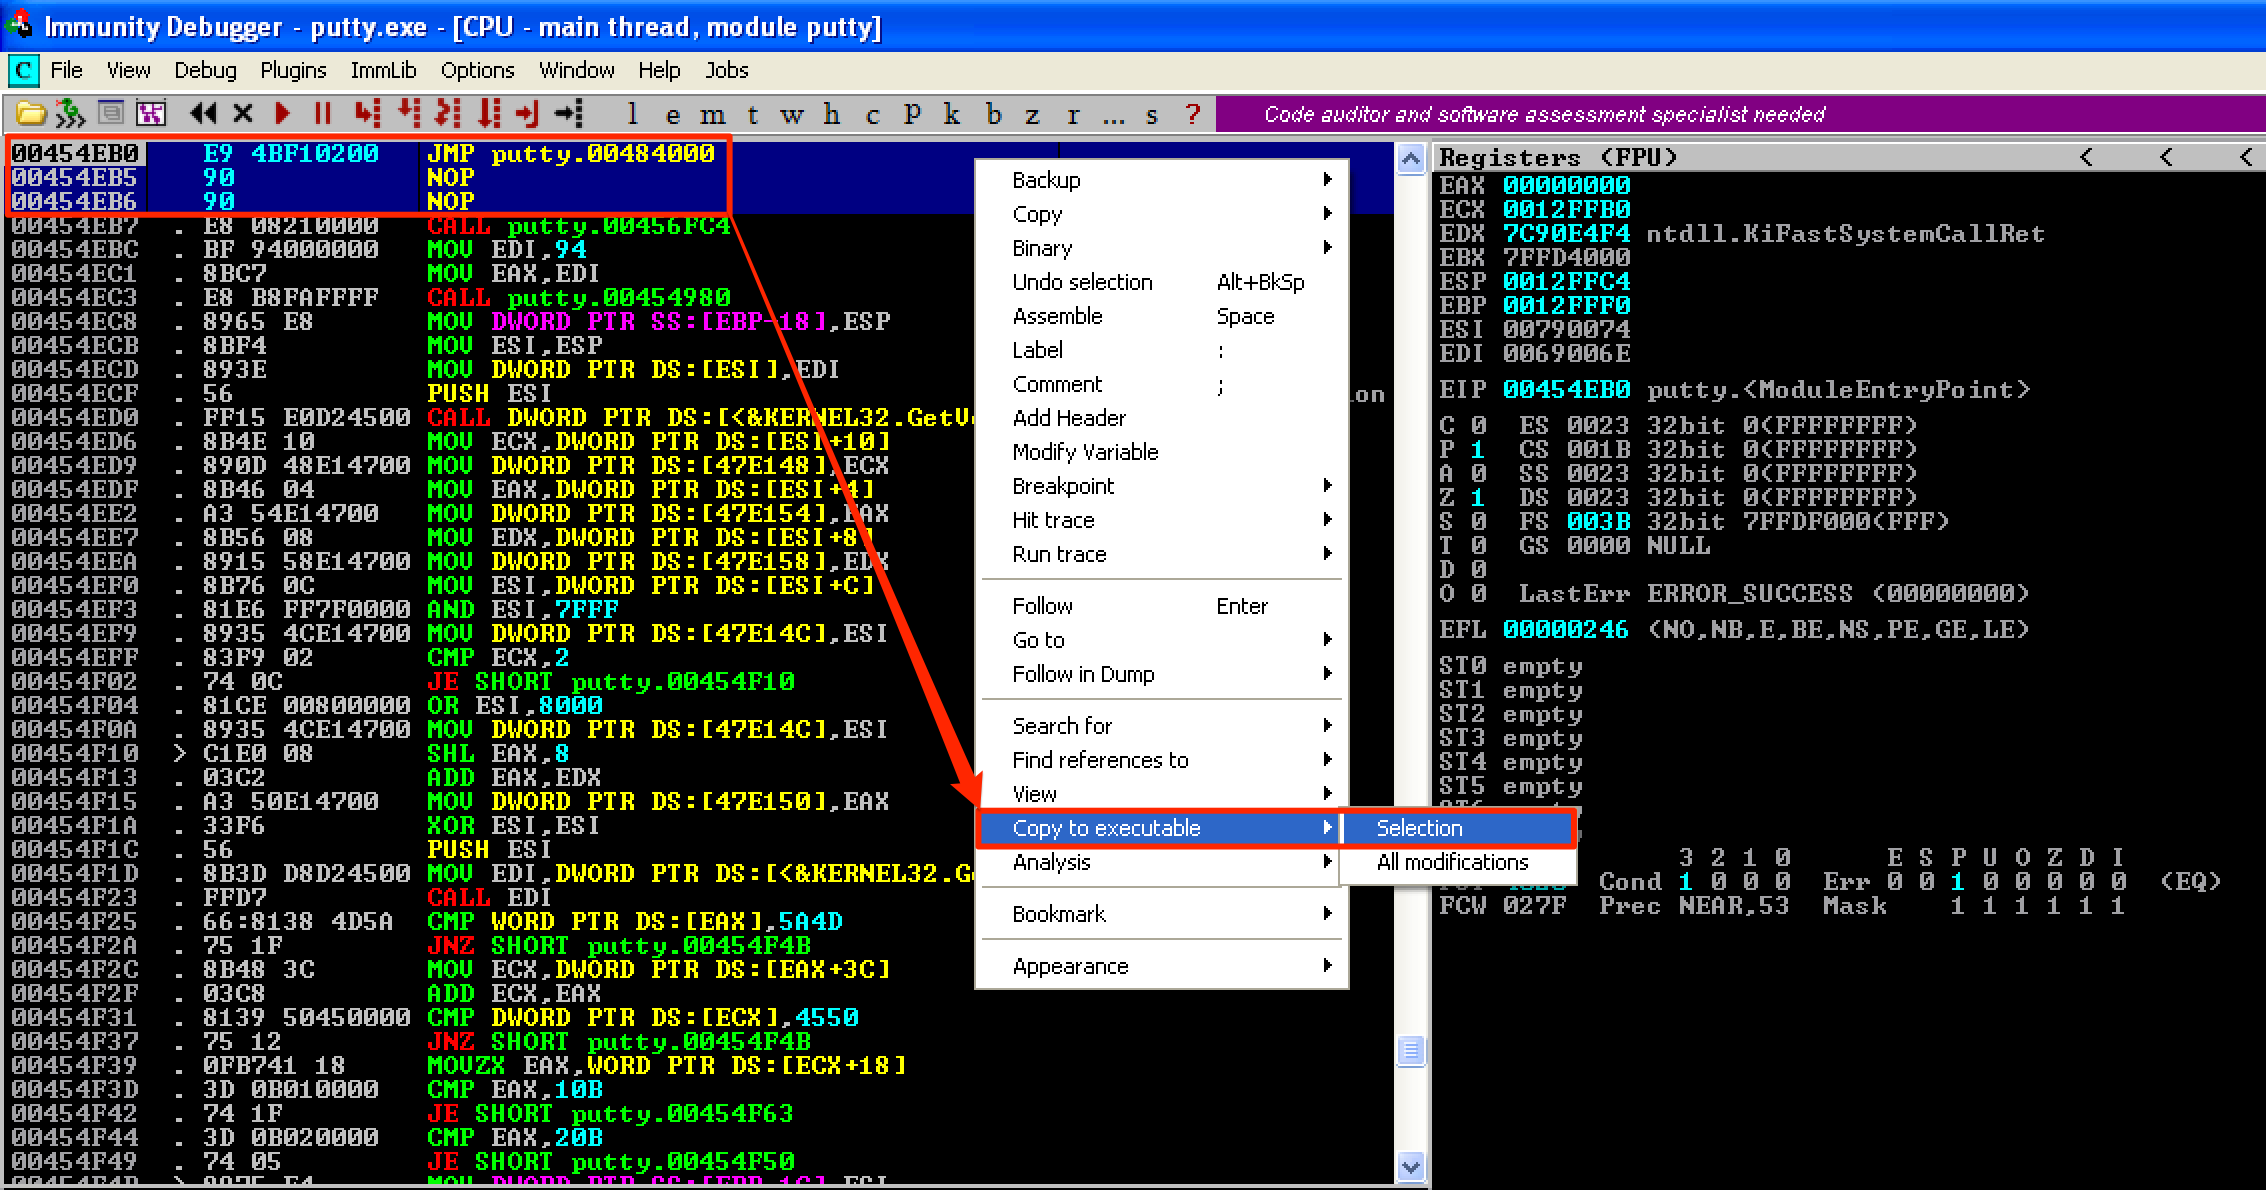 Immunity Debugger - putty.exe - [CPU - main thread, module putty]
C File View Debug Plugins ImmLib Options Window Help Jobs
l e m t w h c P k b z r ... s ? Code auditor and software assessment specialist needed
00454EB0 E9 4BF10200 JMP putty.00484000
00454EB5 90 NOP
00454EB6 90 NOP
00454EB7 . E8 08210000 CALL putty.00456FC4
00454EBC . BF 94000000 MOV EDI,94
00454EC1 . 8BC7 MOV EAX,EDI
00454EC3 . E8 B8FAFFFF CALL putty.00454980
00454EC8 . 8965 E8 MOV DWORD PTR SS:[EBP-18],ESP
00454ECB . 8BF4 MOV ESI,ESP
00454ECD . 893E MOV DWORD PTR DS:[ESI],EDI
00454ECF . 56 PUSH ESI
00454ED0 . FF15 E0D24500 CALL DWORD PTR DS:[<&KERNEL32.GetVe
00454ED6 . 8B4E 10 MOV ECX,DWORD PTR DS:[ESI+10]
00454ED9 . 890D 48E14700 MOV DWORD PTR DS:[47E148],ECX
00454EDF . 8B46 04 MOV EAX,DWORD PTR DS:[ESI+4]
00454EE2 . A3 54E14700 MOV DWORD PTR DS:[47E154],EAX
00454EE7 . 8B56 08 MOV EDX,DWORD PTR DS:[ESI+8]
00454EEA . 8915 58E14700 MOV DWORD PTR DS:[47E158],EDX
00454EF0 . 8B76 0C MOV ESI,DWORD PTR DS:[ESI+C]
00454EF3 . 81E6 FF7F0000 AND ESI,7FFF
00454EF9 . 8935 4CE14700 MOV DWORD PTR DS:[47E14C],ESI
00454EFF . 83F9 02 CMP ECX,2
00454F02 . 74 0C JE SHORT putty.00454F10
00454F04 . 81CE 00800000 OR ESI,8000
00454F0A . 8935 4CE14700 MOV DWORD PTR DS:[47E14C],ESI
00454F10 > C1E0 08 SHL EAX,8
00454F13 . 03C2 ADD EAX,EDX
00454F15 . A3 50E14700 MOV DWORD PTR DS:[47E150],EAX
00454F1A . 33F6 XOR ESI,ESI
00454F1C . 56 PUSH ESI
00454F1D . 8B3D D8D24500 MOV EDI,DWORD PTR DS:[<&KERNEL32.G
00454F23 . FFD7 CALL EDI
00454F25 . 66:8138 4D5A CMP WORD PTR DS:[EAX],5A4D
00454F2A . 75 1F JNZ SHORT putty.00454F4B
00454F2C . 8B48 3C MOV ECX,DWORD PTR DS:[EAX+3C]
00454F2F . 03C8 ADD ECX,EAX
00454F31 . 8139 50450000 CMP DWORD PTR DS:[ECX],4550
00454F37 . 75 12 JNZ SHORT putty.00454F4B
00454F39 . 0FB741 18 MOVZX EAX,WORD PTR DS:[ECX+18]
00454F3D . 3D 0B010000 CMP EAX,10B
00454F42 . 74 1F JE SHORT putty.00454F63
00454F44 . 3D 0B020000 CMP EAX,20B
00454F49 . 74 05 JE SHORT putty.00454F50
Backup
Copy
Binary
Undo selection Alt+BkSp
Assemble Space
Label :
Comment ;
Add Header
Modify Variable
Breakpoint
Hit trace
Run trace
Follow Enter
Go to
Follow in Dump
Search for
Find references to
View
Copy to executable
Analysis
Bookmark
Appearance
Selection
All modifications
Registers (FPU) < < <
EAX 00000000
ECX 0012FFB0
EDX 7C90E4F4 ntdll.KiFastSystemCallRet
EBX 7FFD4000
ESP 0012FFC4
EBP 0012FFF0
ESI 00790074
EDI 0069006E
EIP 00454EB0 putty.<ModuleEntryPoint>
C 0 ES 0023 32bit 0(FFFFFFFF)
P 1 CS 001B 32bit 0(FFFFFFFF)
A 0 SS 0023 32bit 0(FFFFFFFF)
Z 1 DS 0023 32bit 0(FFFFFFFF)
S 0 FS 003B 32bit 7FFDF000(FFF)
T 0 GS 0000 NULL
D 0
O 0 LastErr ERROR_SUCCESS (00000000)
EFL 00000246 (NO,NB,E,BE,NS,PE,GE,LE)
ST0 empty
ST1 empty
ST2 empty
ST3 empty
ST4 empty
ST5 empty
3 2 1 0 E S P U O Z D I
Cond 1 0 0 0 Err 0 0 1 0 0 0 0 0 (EQ)
FCW 027F Prec NEAR,53 Mask 1 1 1 1 1 1